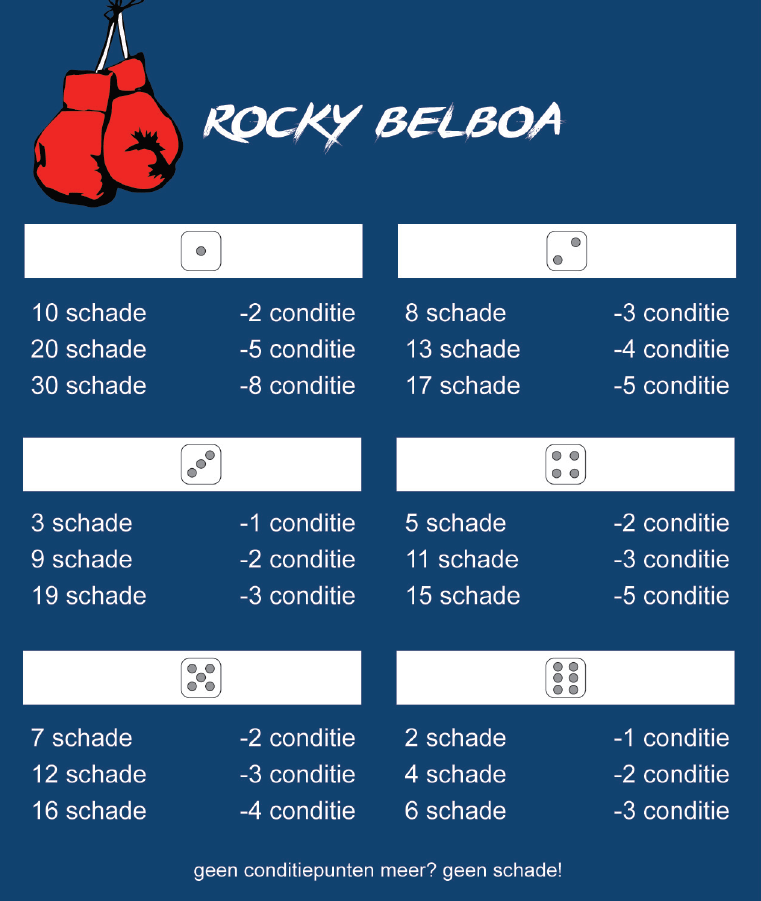 ROCKY BELBOA
10 schade -2 conditie
20 schade -5 conditie
30 schade -8 conditie
8 schade -3 conditie
13 schade -4 conditie
17 schade -5 conditie
3 schade -1 conditie
9 schade -2 conditie
19 schade -3 conditie
5 schade -2 conditie
11 schade -3 conditie
15 schade -5 conditie
7 schade -2 conditie
12 schade -3 conditie
16 schade -4 conditie
2 schade -1 conditie
4 schade -2 conditie
6 schade -3 conditie
geen conditiepunten meer? geen schade!